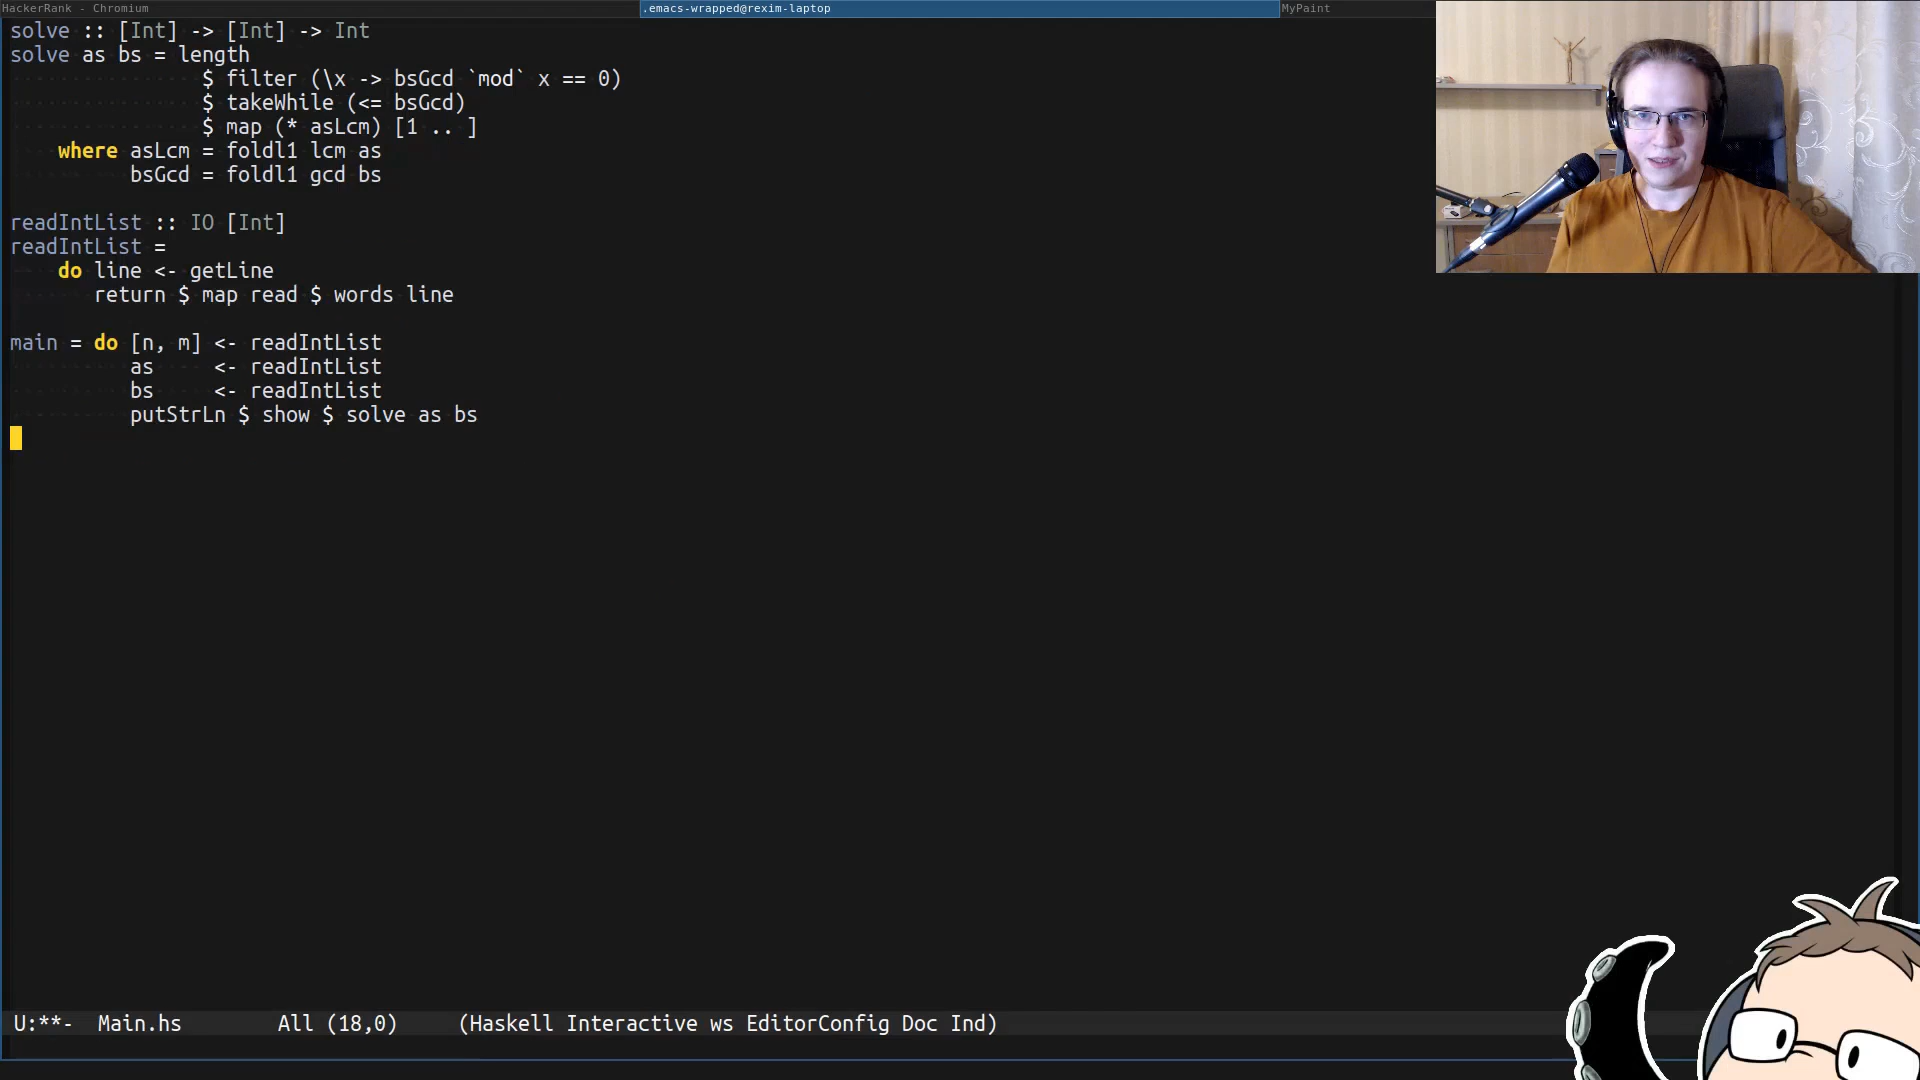 HackerRank - Chromium
.emacs-wrapped@rexim-laptop
MyPaint
solve :: [Int] -> [Int] -> Int
solve as bs = length
$ filter (\x -> bsGcd `mod` x == 0)
$ takeWhile (<= bsGcd)
$ map (* asLcm) [1 .. ]
where asLcm = foldl1 lcm as
bsGcd = foldl1 gcd bs
readIntList :: IO [Int]
readIntList =
do line <- getLine
return $ map read $ words line
main = do [n, m] <- readIntList
as <- readIntList
bs <- readIntList
putStrLn $ show $ solve as bs
U:**- Main.hs All (18,0) (Haskell Interactive ws EditorConfig Doc Ind)